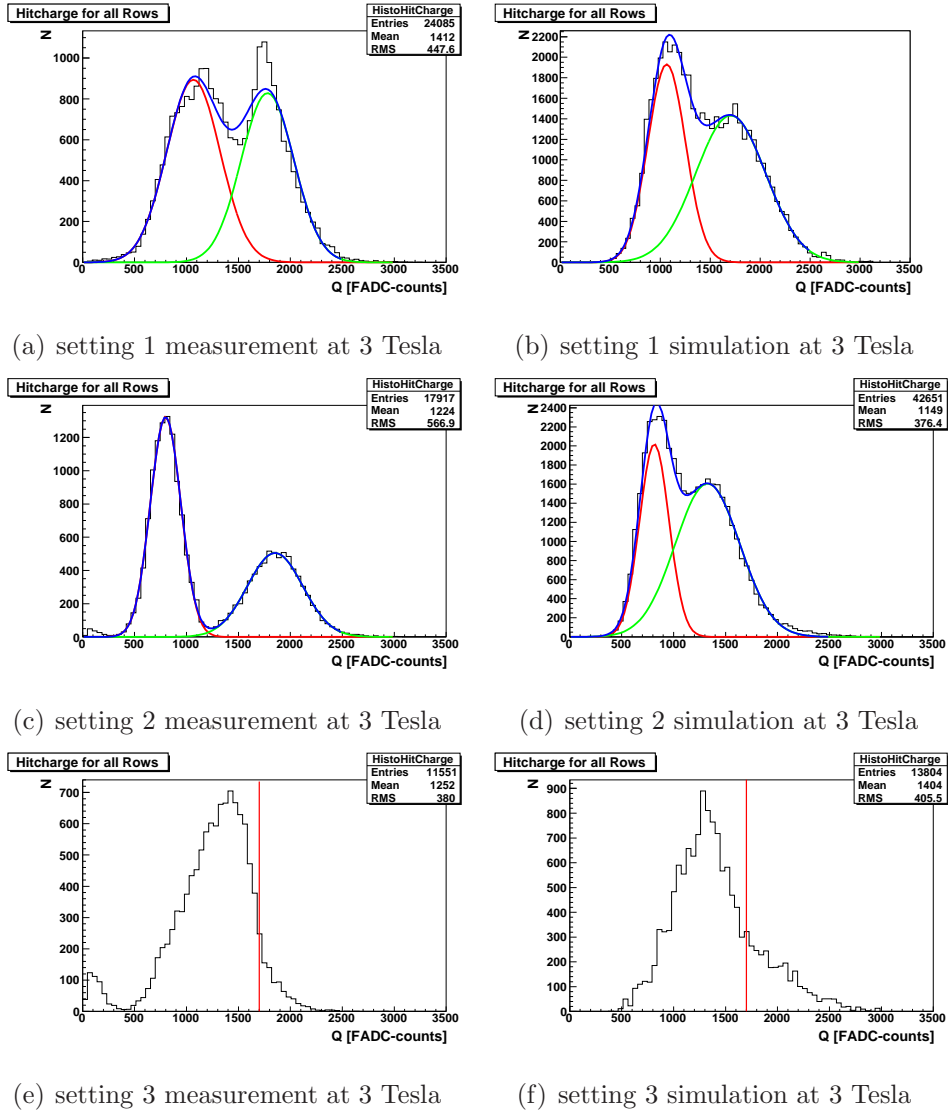 Hitcharge for all Rows
HistoHitCharge
Entries 24085
Mean 1412
RMS 447.6
N
1000
800
600
400
200
0
0 500 1000 1500 2000 2500 3000 3500
Q [FADC-counts]
(a) setting 1 measurement at 3 Tesla
Hitcharge for all Rows
N
2200
2000
1800
1600
1400
1200
1000
800
600
400
200
0
0 500 1000 1500 2000 2500 3000 3500
Q [FADC-counts]
(b) setting 1 simulation at 3 Tesla
Hitcharge for all Rows
HistoHitCharge
Entries 17917
Mean 1224
RMS 566.9
N
1200
1000
800
600
400
200
0
0 500 1000 1500 2000 2500 3000 3500
Q [FADC-counts]
(c) setting 2 measurement at 3 Tesla
Hitcharge for all Rows
HistoHitCharge
Entries 42651
Mean 1149
RMS 376.4
N
2400
2200
2000
1800
1600
1400
1200
1000
800
600
400
200
0
0 500 1000 1500 2000 2500 3000 3500
Q [FADC-counts]
(d) setting 2 simulation at 3 Tesla
Hitcharge for all Rows
HistoHitCharge
Entries 11551
Mean 1252
RMS 380
N
700
600
500
400
300
200
100
0
0 500 1000 1500 2000 2500 3000 3500
Q [FADC-counts]
(e) setting 3 measurement at 3 Tesla
Hitcharge for all Rows
HistoHitCharge
Entries 13804
Mean 1404
RMS 405.5
N
900
800
700
600
500
400
300
200
100
0
0 500 1000 1500 2000 2500 3000 3500
Q [FADC-counts]
(f) setting 3 simulation at 3 Tesla